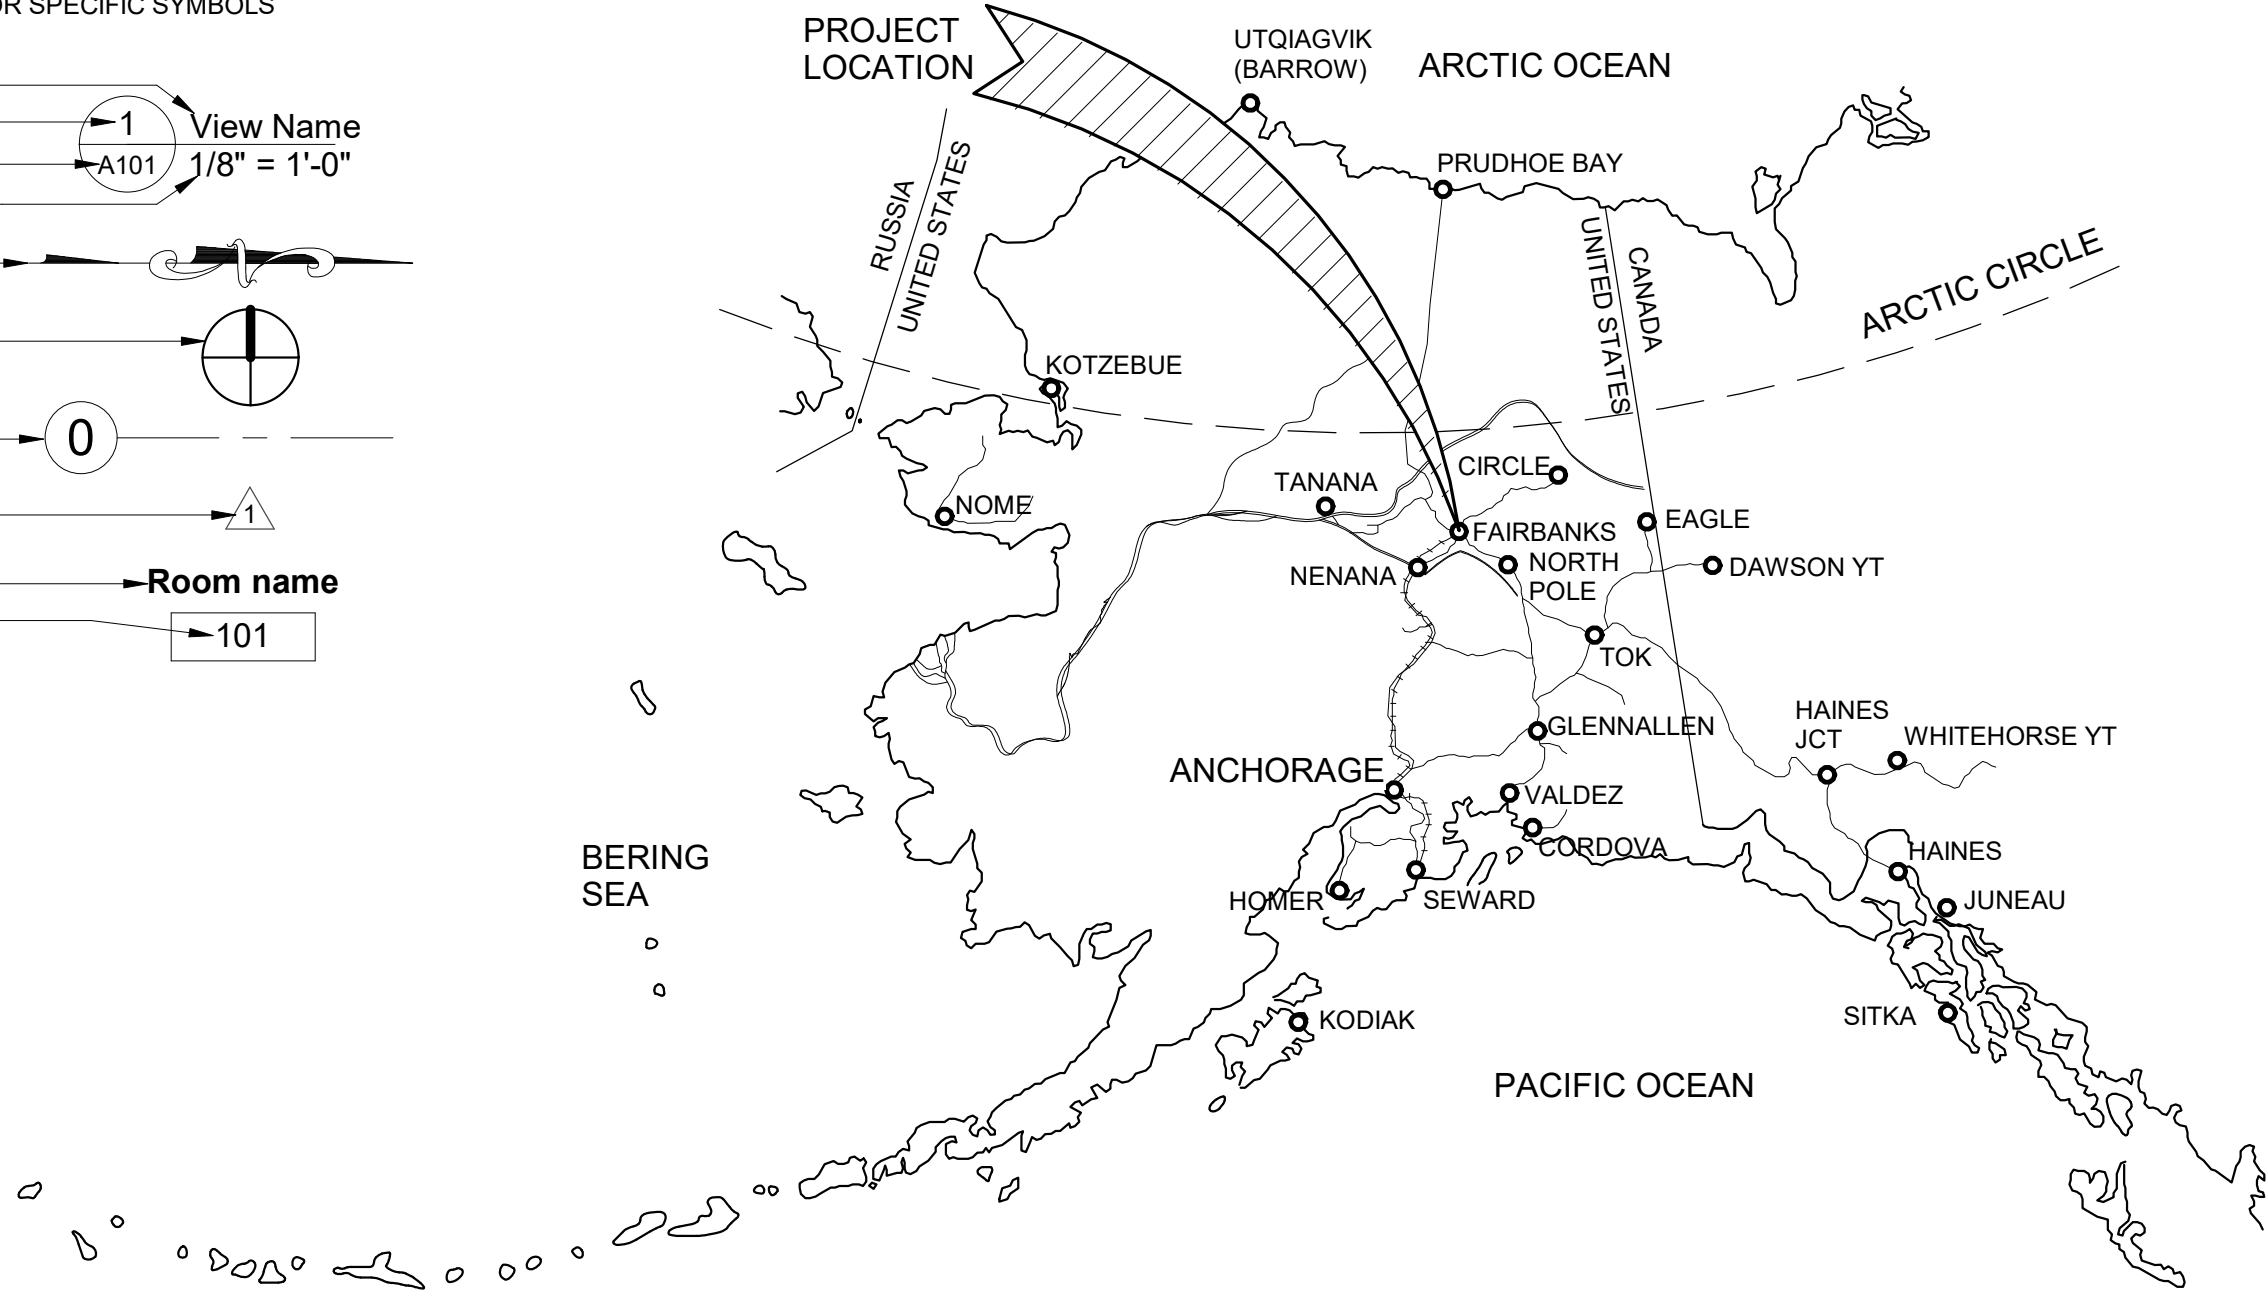 OR SPECIFIC SYMBOLS
1
View Name
A101
1/8" = 1'-0"
0
1
Room name
101
PROJECT
LOCATION
UTQIAGVIK
(BARROW)
ARCTIC OCEAN
PRUDHOE BAY
RUSSIA
UNITED STATES
UNITED STATES
CANADA
ARCTIC CIRCLE
KOTZEBUE
NOME
TANANA
CIRCLE
FAIRBANKS
EAGLE
NENANA
NORTH
POLE
DAWSON YT
TOK
GLENNALLEN
HAINES
JCT
WHITEHORSE YT
ANCHORAGE
VALDEZ
CORDOVA
BERING
SEA
HOMER
SEWARD
HAINES
JUNEAU
KODIAK
SITKA
PACIFIC OCEAN